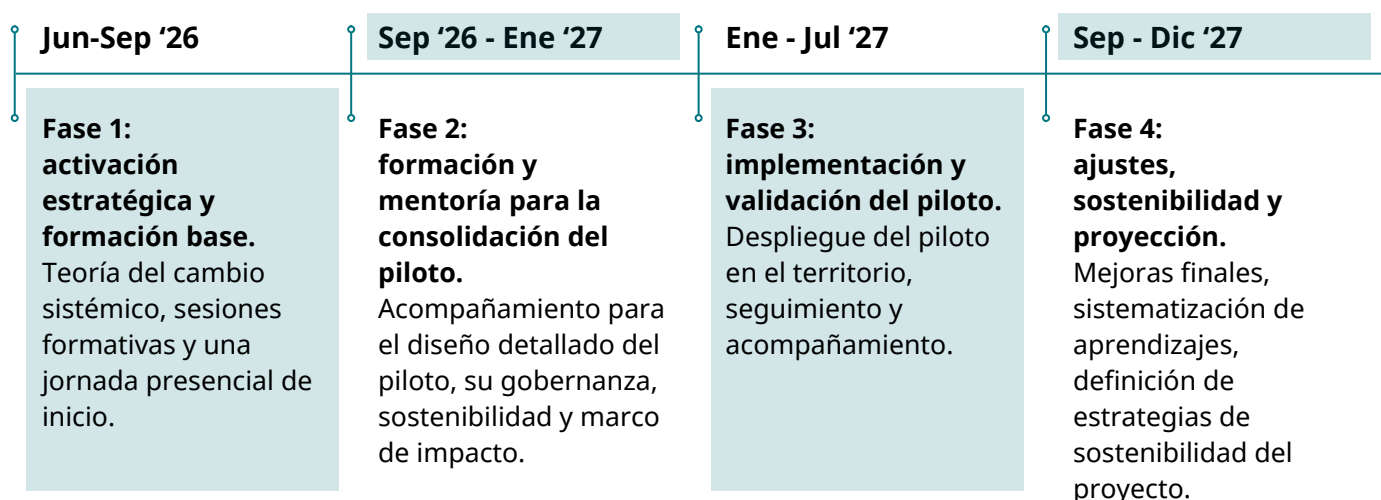 Jun-Sep ‘26
Sep ‘26 - Ene ‘27
Ene - Jul ‘27
Sep - Dic ‘27
Fase 1:
activación
estratégica y
formación base.
Teoría del cambio
sistémico, sesiones
formativas y una
jornada presencial de
inicio.
Fase 2:
formación y
mentoría para la
consolidación del
piloto.
Acompañamiento para
el diseño detallado del
piloto, su gobernanza,
sostenibilidad y marco
de impacto.
Fase 3:
implementación y
validación del piloto.
Despliegue del piloto
en el territorio,
seguimiento y
acompañamiento.
Fase 4:
ajustes,
sostenibilidad y
proyección.
Mejoras finales,
sistematización de
aprendizajes,
definición de
estrategias de
sostenibilidad del
proyecto.